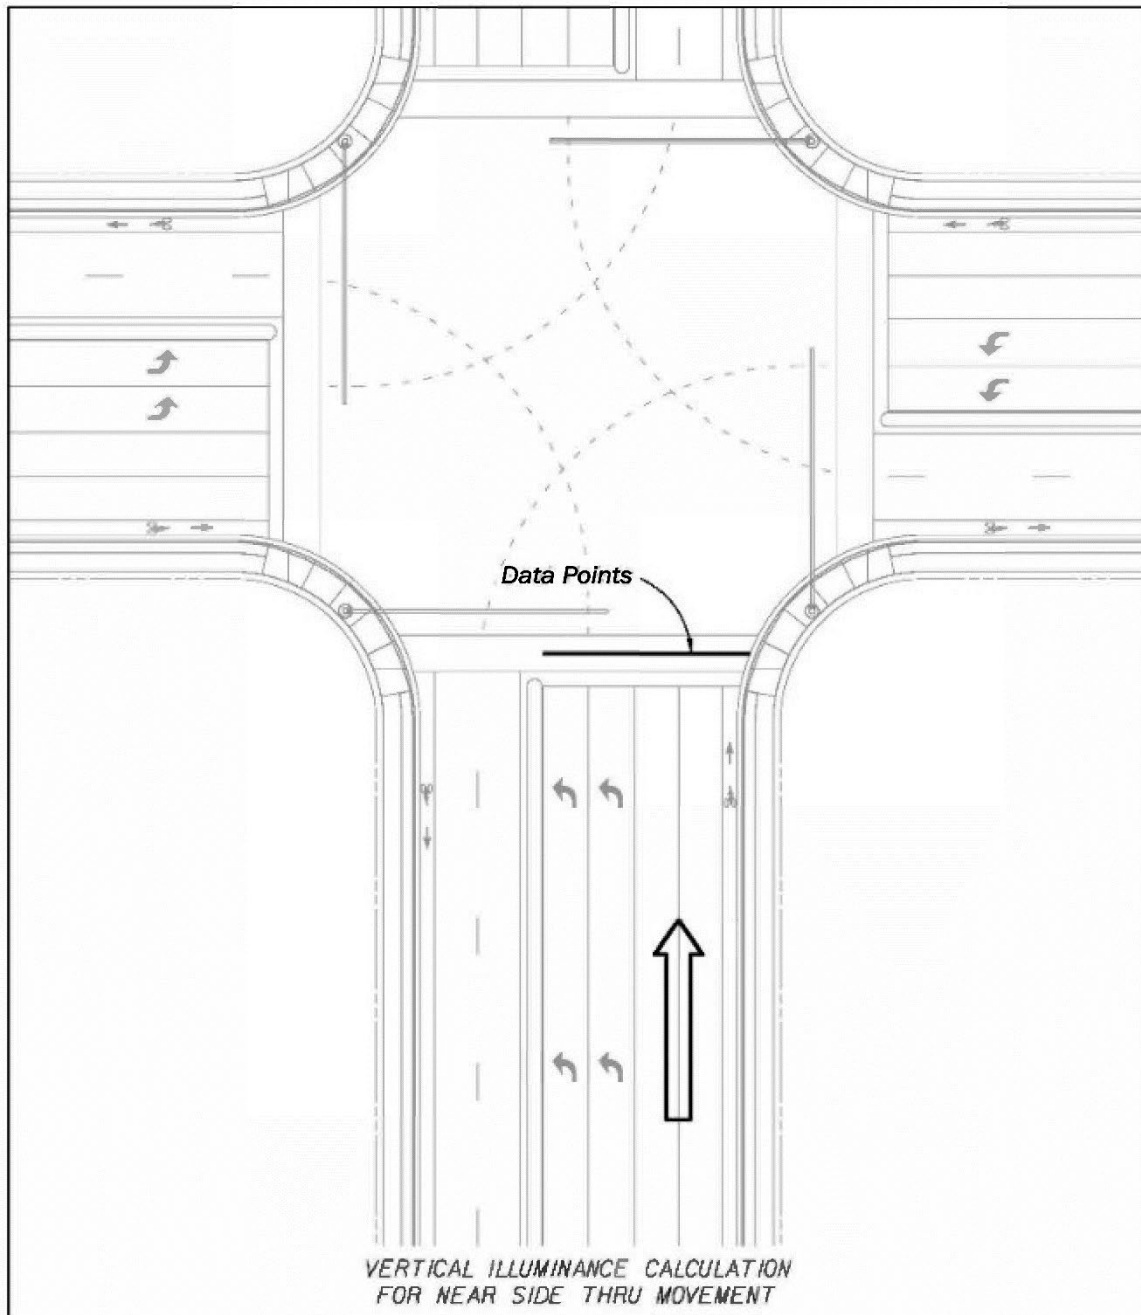 Data Points
VERTICAL ILLUMINANCE CALCULATION
FOR NEAR SIDE THRU MOVEMENT